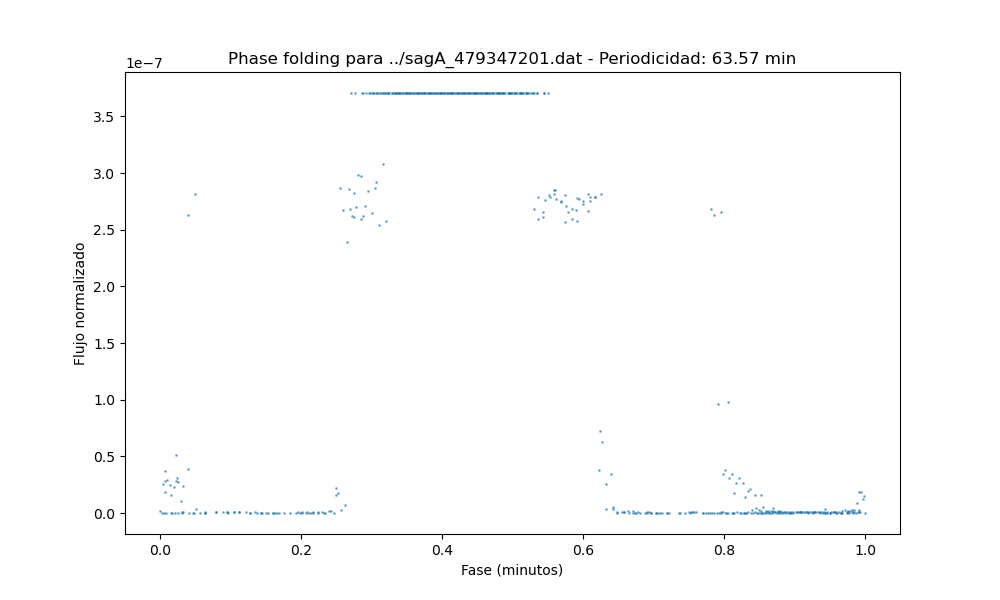 Phase folding para ../sagA_479347201.dat - Periodicidad: 63.57 min
1e−7
3.5
3.0
2.5
2.0
1.5
1.0
0.5
0.0
Flujo normalizado
0.0 0.2 0.4 0.6 0.8 1.0
Fase (minutos)